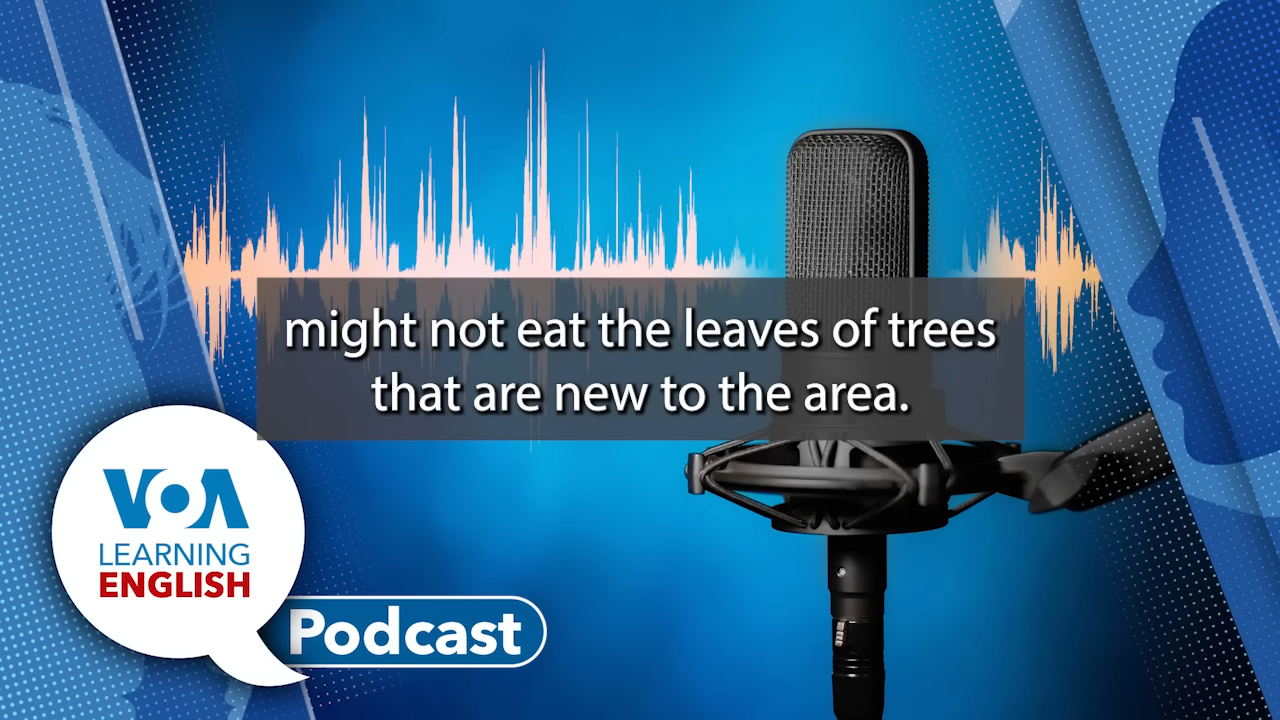 might not eat the leaves of trees
that are new to the area.
VOA
LEARNING
ENGLISH
Podcast